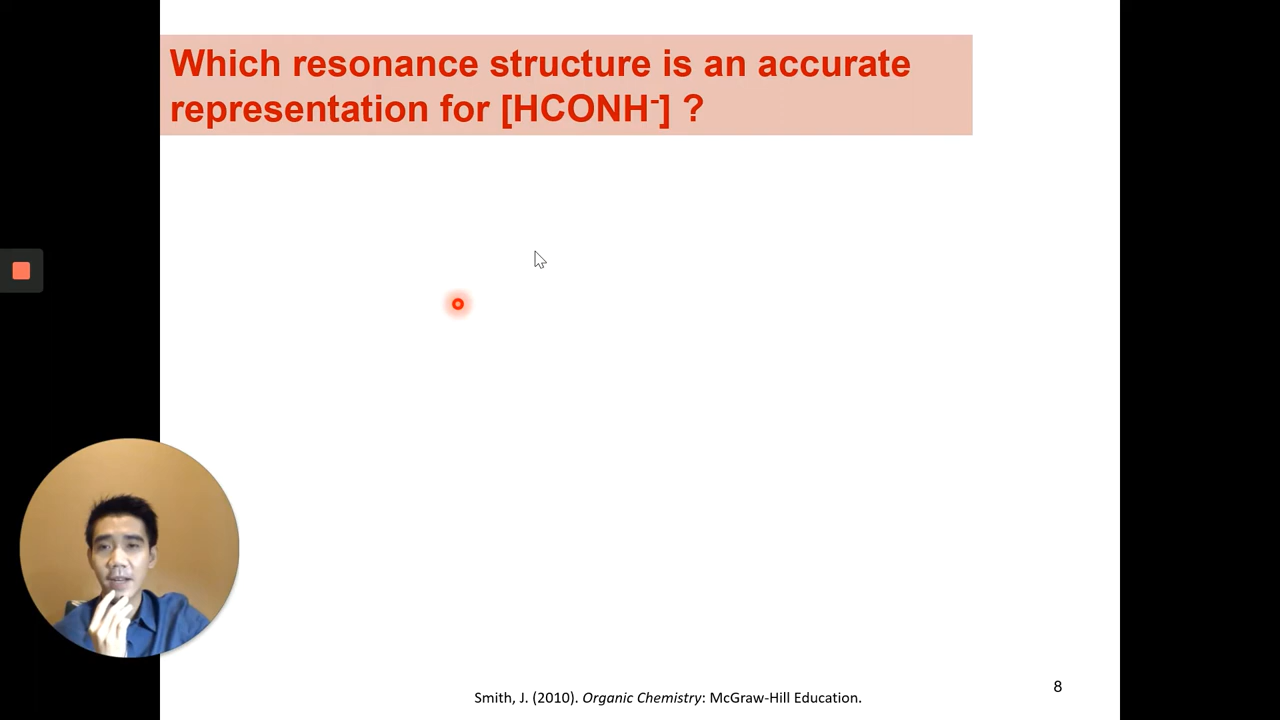 Which resonance structure is an accurate
representation for [HCONH⁻] ?
Smith, J. (2010). Organic Chemistry: McGraw-Hill Education.
8